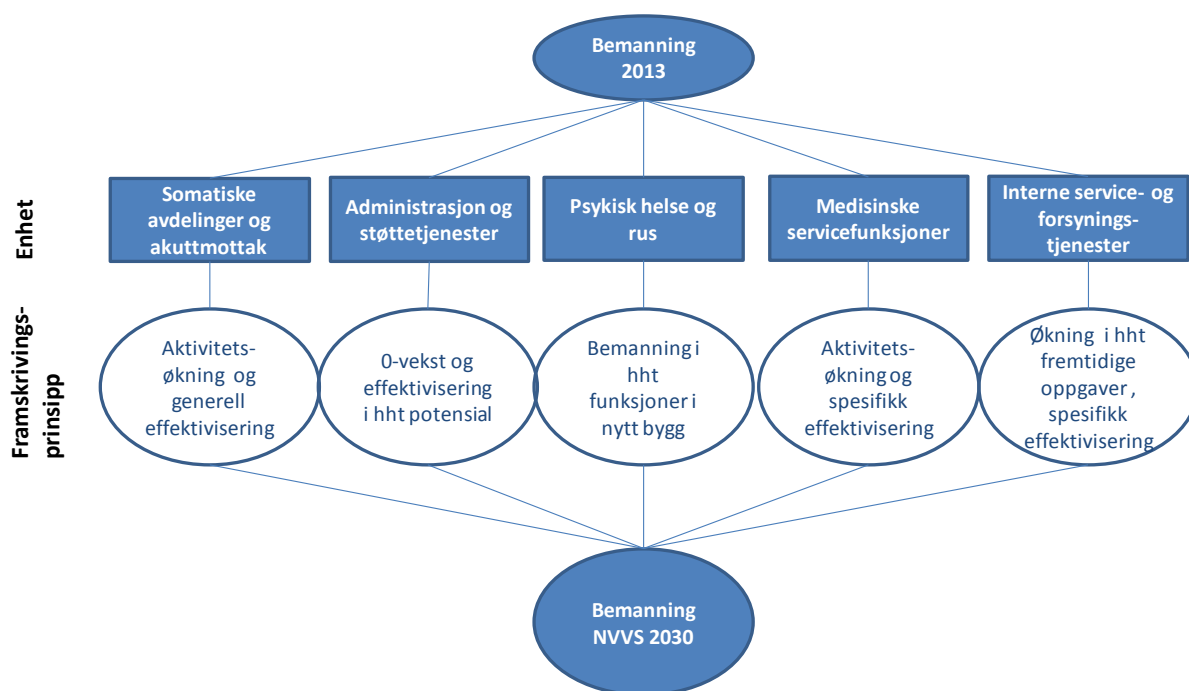 Bemanning
2013
Enhet
Somatiske
avdelinger og
akuttmottak
Administrasjon og
støttetjenester
Psykisk helse og
rus
Medisinske
servicefunksjoner
Interne service- og
forsynings-
tjenester
Framskrivings-
prinsipp
Aktivitets-
økning og
generell
effektivisering
0-vekst og
effektivisering
i hht potensial
Bemanning i
hht
funksjoner i
nytt bygg
Aktivitets-
økning og
spesifikk
effektivisering
Økning i hht
fremtidige
oppgaver ,
spesifikk
effektivisering
Bemanning
NVVS 2030